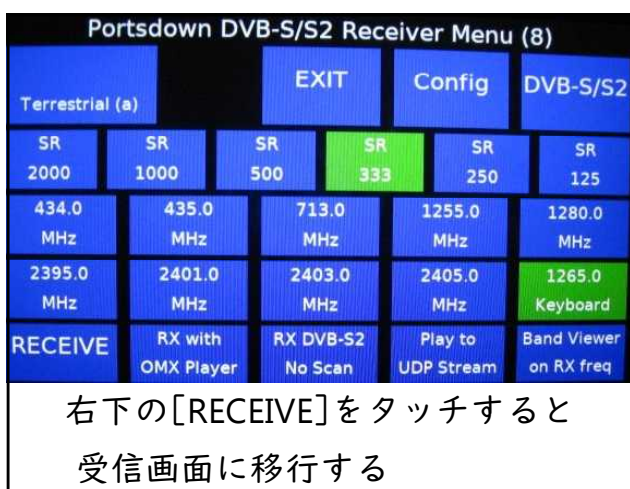 Portsdown DVB-S/S2 Receiver Menu (8)
Terrestrial (a) EXIT Config DVB-S/S2
SR SR SR SR SR SR
2000 1000 500 333 250 125
434.0 435.0 713.0 1255.0 1280.0
MHz MHz MHz MHz MHz
2395.0 2401.0 2403.0 2405.0 1265.0
MHz MHz MHz MHz Keyboard
RECEIVE RX with RX DVB-S2 Play to Band Viewer
OMX Player No Scan UDP Stream on RX freq
右下の[RECEIVE]をタッチすると
受信画面に移行する